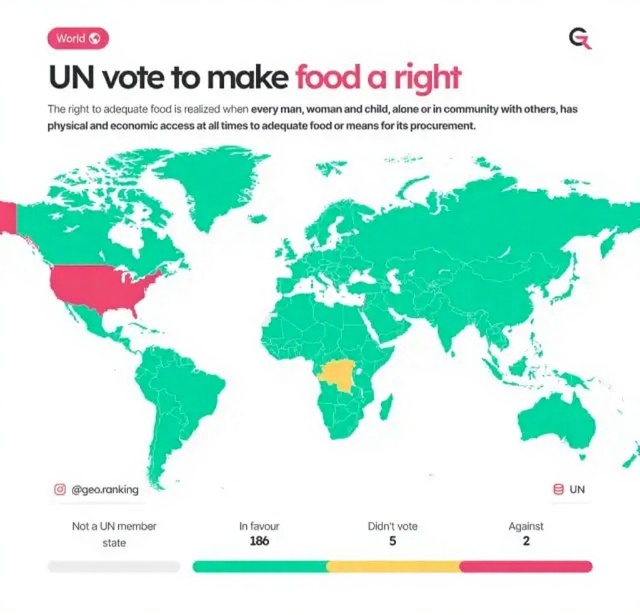 World
UN vote to make food a right
The right to adequate food is realized when every man, woman and child, alone or in community with others, has
physical and economic access at all times to adequate food or means for its procurement.
@geo.ranking
UN
Not a UN member
state
In favour
186
Didn't vote
5
Against
2